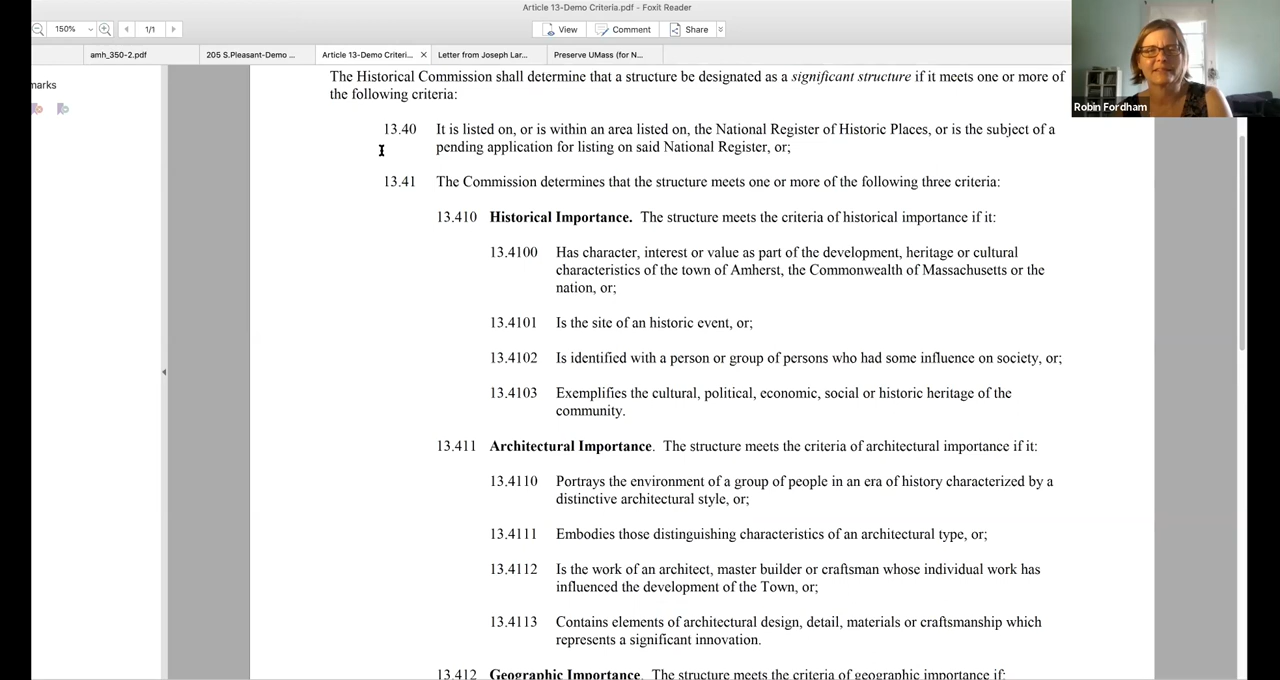 Article 13-Demo Criteria.pdf - Foxit Reader
150%
1/1
View
Comment
Share
amh_350-2.pdf
205 S.Pleasant-Demo ...
Article 13-Demo Criteri...
Letter from Joseph Lar...
Preserve UMass (for N...
marks
Robin Fordham
The Historical Commission shall determine that a structure be designated as a significant structure if it meets one or more of
the following criteria:
13.40 It is listed on, or is within an area listed on, the National Register of Historic Places, or is the subject of a
pending application for listing on said National Register, or;
13.41 The Commission determines that the structure meets one or more of the following three criteria:
13.410 Historical Importance. The structure meets the criteria of historical importance if it:
13.4100 Has character, interest or value as part of the development, heritage or cultural
characteristics of the town of Amherst, the Commonwealth of Massachusetts or the
nation, or;
13.4101 Is the site of an historic event, or;
13.4102 Is identified with a person or group of persons who had some influence on society, or;
13.4103 Exemplifies the cultural, political, economic, social or historic heritage of the
community.
13.411 Architectural Importance. The structure meets the criteria of architectural importance if it:
13.4110 Portrays the environment of a group of people in an era of history characterized by a
distinctive architectural style, or;
13.4111 Embodies those distinguishing characteristics of an architectural type, or;
13.4112 Is the work of an architect, master builder or craftsman whose individual work has
influenced the development of the Town, or;
13.4113 Contains elements of architectural design, detail, materials or craftsmanship which
represents a significant innovation.
13.412 Geographic Importance. The structure meets the criteria of geographic importance if: